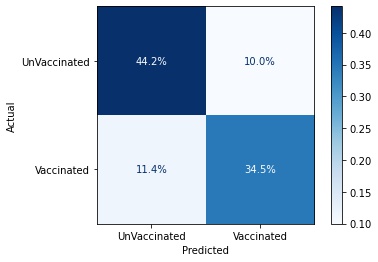 0.40
UnVaccinated
44.2%
10.0%
0.35
0.30
Actual
0.25
0.20
Vaccinated
11.4%
34.5%
0.15
0.10
UnVaccinated
Vaccinated
Predicted